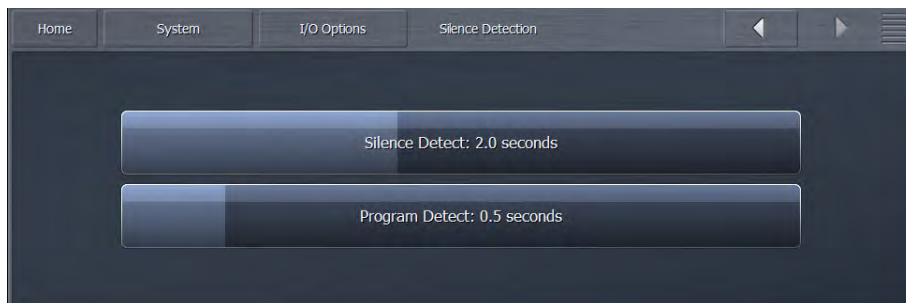 Home System I/O Options Silence Detection
Silence Detect: 2.0 seconds
Program Detect: 0.5 seconds